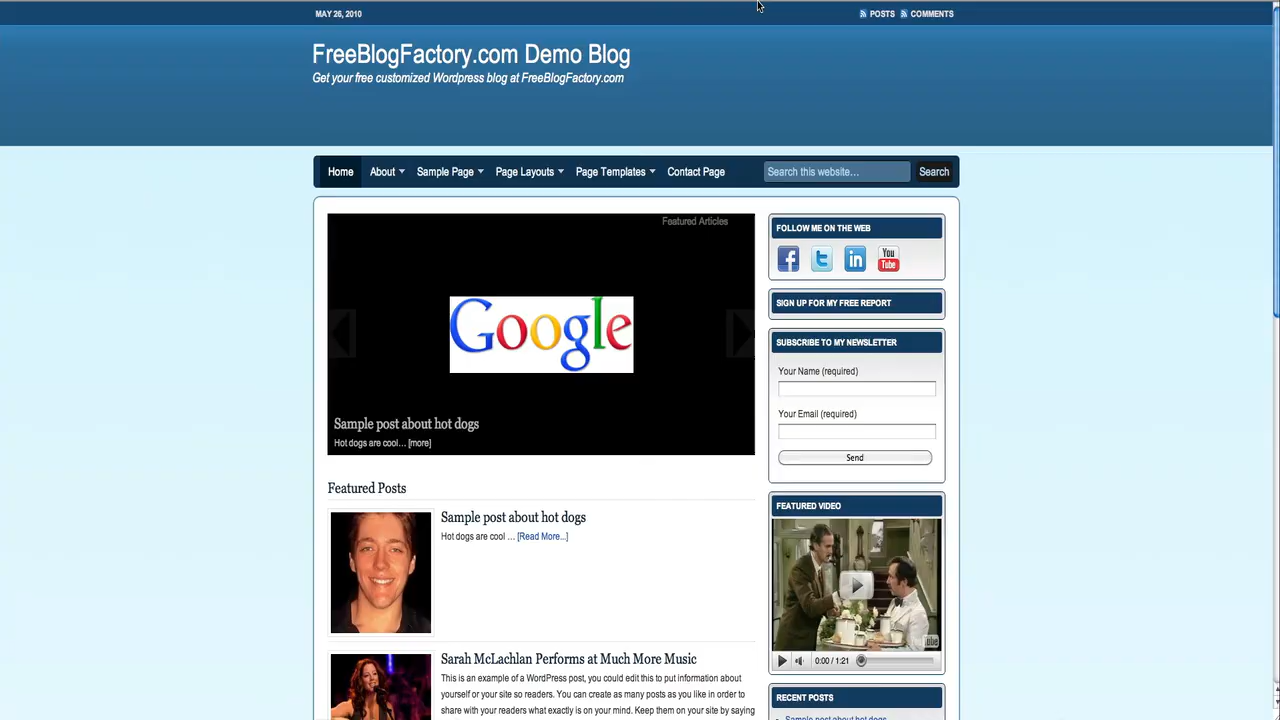 MAY 26, 2010
POSTS COMMENTS
FreeBlogFactory.com Demo Blog
Get your free customized Wordpress blog at FreeBlogFactory.com
Home About Sample Page Page Layouts Page Templates Contact Page Search this website... Search
Featured Articles
Google
Sample post about hot dogs
Hot dogs are cool... [more]
Featured Posts
Sample post about hot dogs
Hot dogs are cool ... [Read More...]
Sarah McLachlan Performs at Much More Music
This is an example of a WordPress post, you could edit this to put information about
yourself or your site so readers. You can create as many posts as you like in order to
share with your readers what exactly is on your mind. Keep them on your site by saying
FOLLOW ME ON THE WEB
f t in You Tube
SIGN UP FOR MY FREE REPORT
SUBSCRIBE TO MY NEWSLETTER
Your Name (required)
Your Email (required)
Send
FEATURED VIDEO
Tube
0:00 / 1:21
RECENT POSTS
Sample post about hot dogs